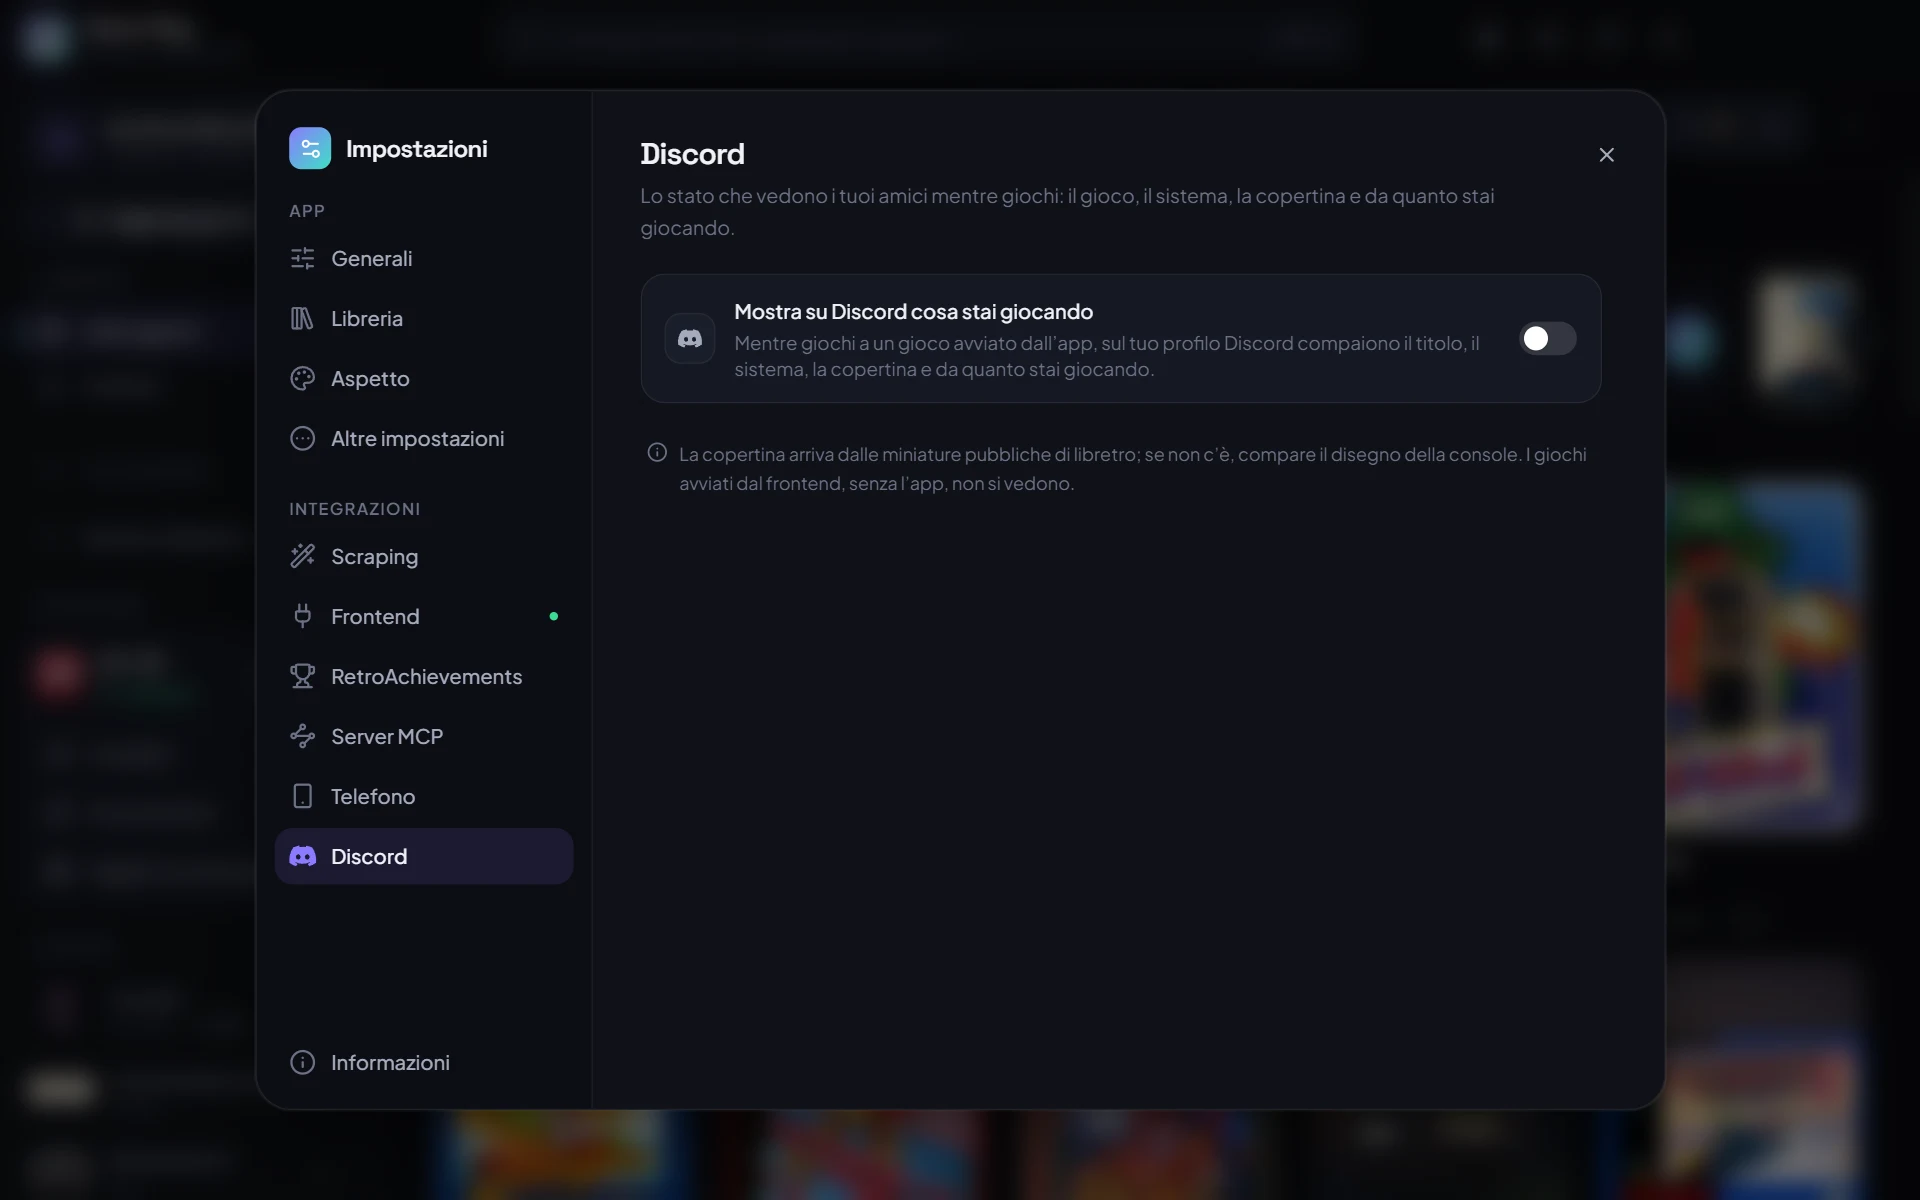 Impostazioni
APP
Generali
Libreria
Aspetto
Altre impostazioni
INTEGRAZIONI
Scraping
Frontend
RetroAchievements
Server MCP
Telefono
Discord
Informazioni
Discord
Lo stato che vedono i tuoi amici mentre giochi: il gioco, il sistema, la copertina e da quanto stai
giocando.
Mostra su Discord cosa stai giocando
Mentre giochi a un gioco avviato dall’app, sul tuo profilo Discord compaiono il titolo, il
sistema, la copertina e da quanto stai giocando.
La copertina arriva dalle miniature pubbliche di libretro; se non c’è, compare il disegno della console. I giochi
avviati dal frontend, senza l’app, non si vedono.